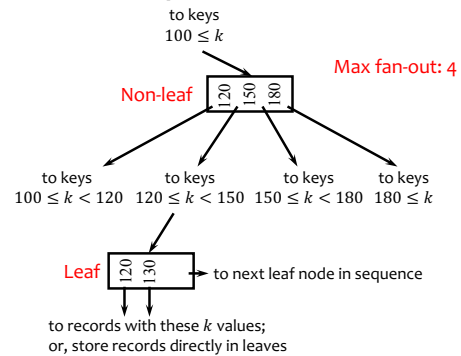 to keys
100 ≤ k
Max fan-out: 4
Non-leaf
120 150 180
to keys to keys to keys to keys
100 ≤ k < 120 120 ≤ k < 150 150 ≤ k < 180 180 ≤ k
Leaf
120 130
to next leaf node in sequence
to records with these k values;
or, store records directly in leaves